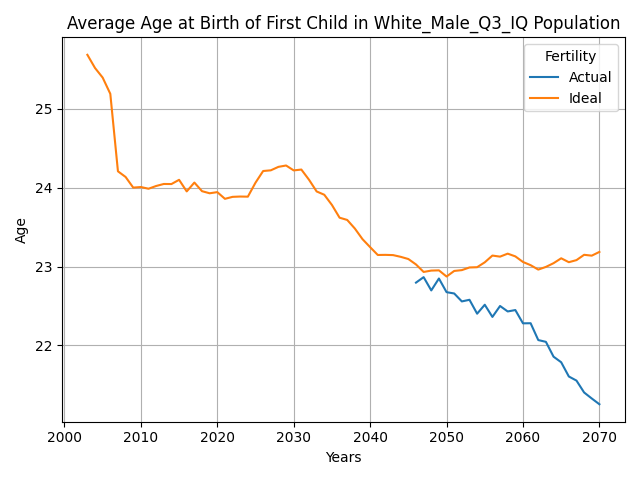 Average Age at Birth of First Child in White_Male_Q3_IQ Population
Fertility
Actual
Ideal
Age
25
24
23
22
2000 2010 2020 2030 2040 2050 2060 2070
Years